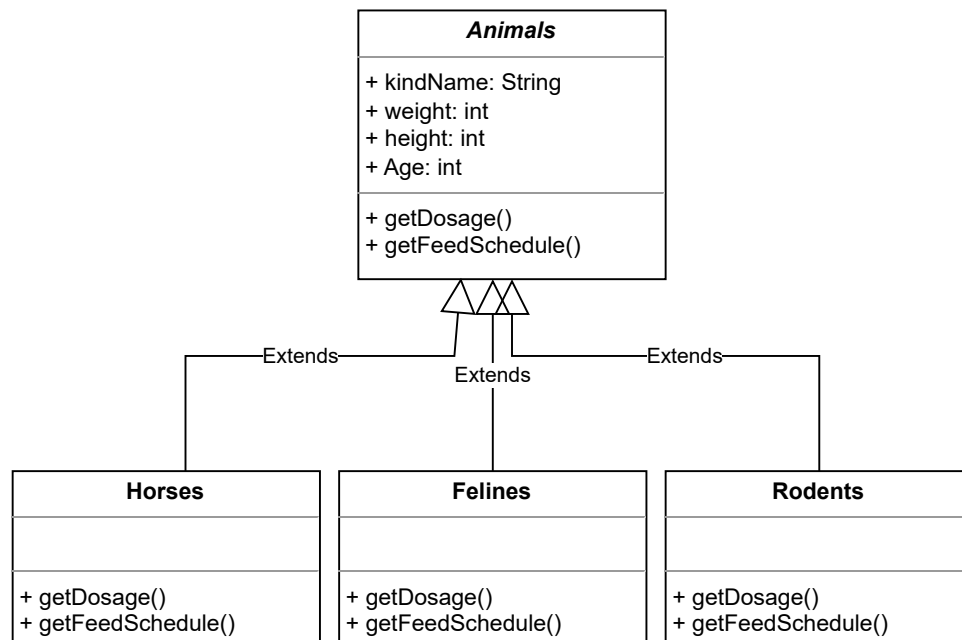 Animals
+ kindName: String
+ weight: int
+ height: int
+ Age: int
+ getDosage()
+ getFeedSchedule()
Extends
Extends
Extends
Horses
+ getDosage()
+ getFeedSchedule()
Felines
+ getDosage()
+ getFeedSchedule()
Rodents
+ getDosage()
+ getFeedSchedule()